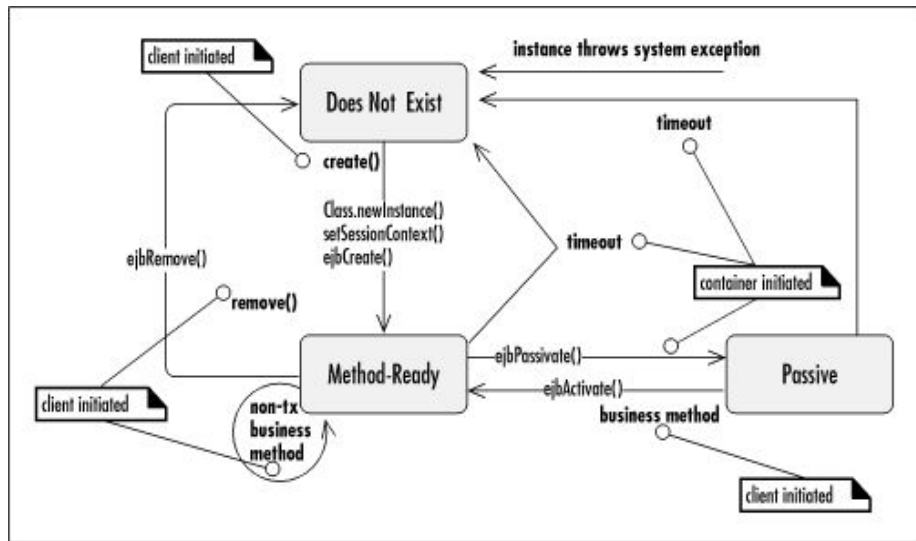 client initiated
instance throws system exception
Does Not Exist
timeout
create()
Class.newInstance()
setSessionContext()
ejbCreate()
timeout
ejbRemove()
container initiated
remove()
ejbPassivate()
Method-Ready
Passive
ejbActivate()
client initiated
non-tx
business
method
business method
client initiated